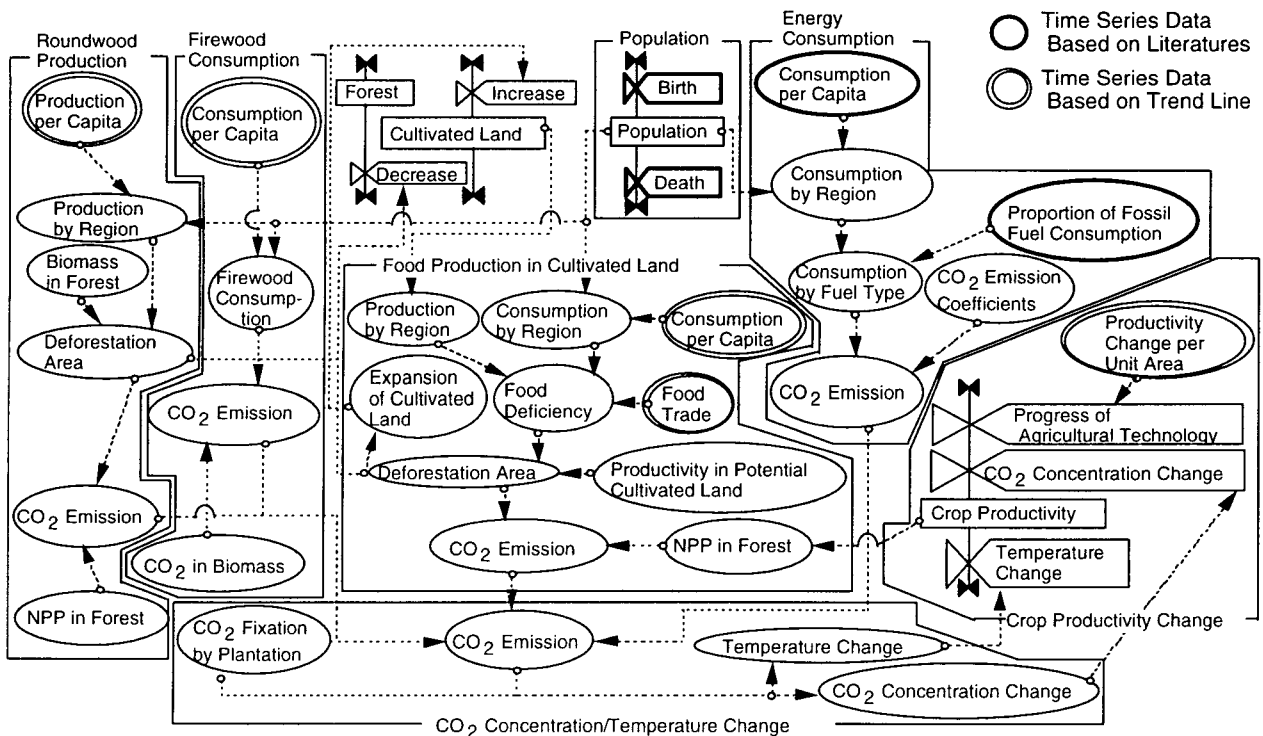 Roundwood
Production
Production
per Capita
Production
by Region
Biomass
in Forest
Deforestation
Area
CO2 Emission
NPP in Forest
Firewood
Consumption
Consumption
per Capita
Firewood
Consump-
tion
CO2 Emission
CO2 in Biomass
Forest
Decrease
Increase
Cultivated Land
Population
Birth
Population
Death
Energy
Consumption
Consumption
per Capita
Consumption
by Region
Proportion of Fossil
Fuel Consumption
Consumption
by Fuel Type
CO2 Emission
Coefficients
CO2 Emission
Time Series Data
Based on Literatures
Time Series Data
Based on Trend Line
Food Production in Cultivated Land
Production
by Region
Consumption
by Region
Consumption
per Capita
Expansion
of Cultivated
Land
Food
Deficiency
Food
Trade
Deforestation Area
Productivity in Potential
Cultivated Land
CO2 Emission
NPP in Forest
Productivity
Change per
Unit Area
Progress of
Agricultural Technology
CO2 Concentration Change
Crop Productivity
Temperature
Change
Crop Productivity Change
CO2 Fixation
by Plantation
CO2 Emission
Temperature Change
CO2 Concentration Change
CO2 Concentration/Temperature Change